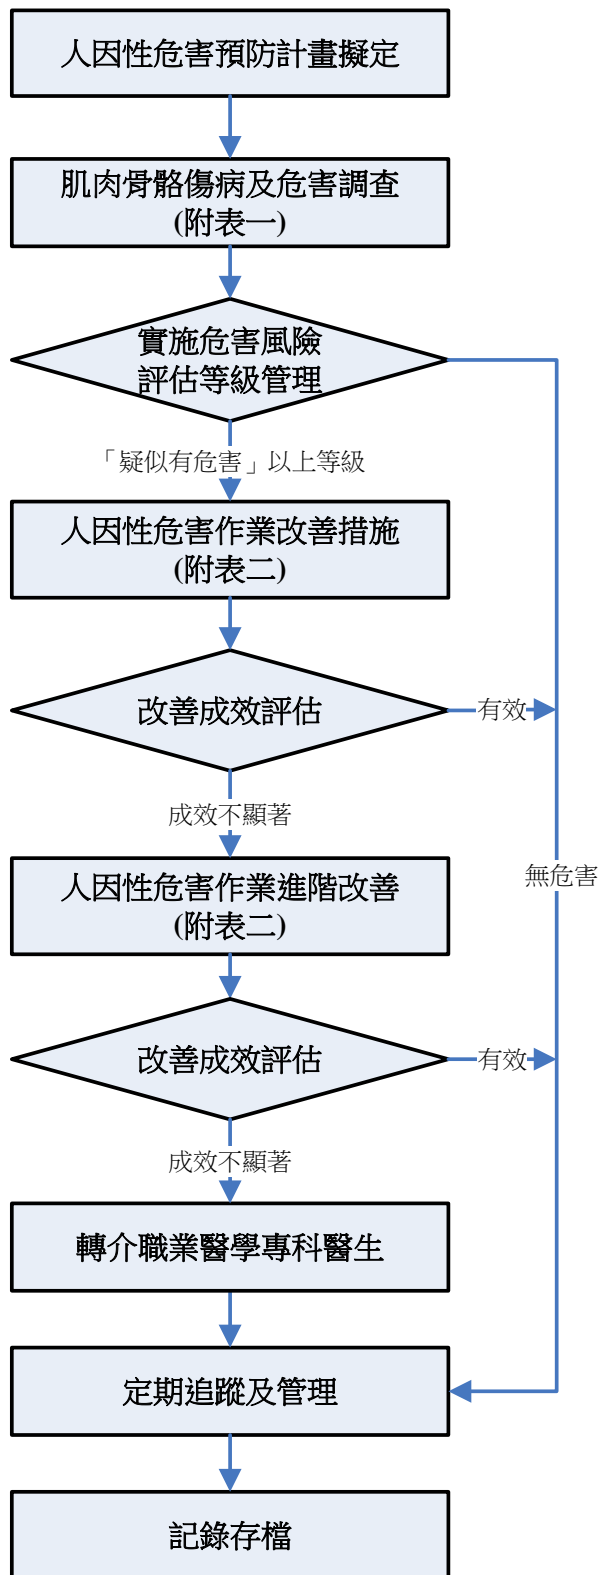 人因性危害預防計畫擬定
肌肉骨骼傷病及危害調查
(附表一)
實施危害風險
評估等級管理
「疑似有危害」以上等級
人因性危害作業改善措施
(附表二)
改善成效評估
有效
成效不顯著
無危害
人因性危害作業進階改善
(附表二)
改善成效評估
有效
成效不顯著
轉介職業醫學專科醫生
定期追蹤及管理
記錄存檔